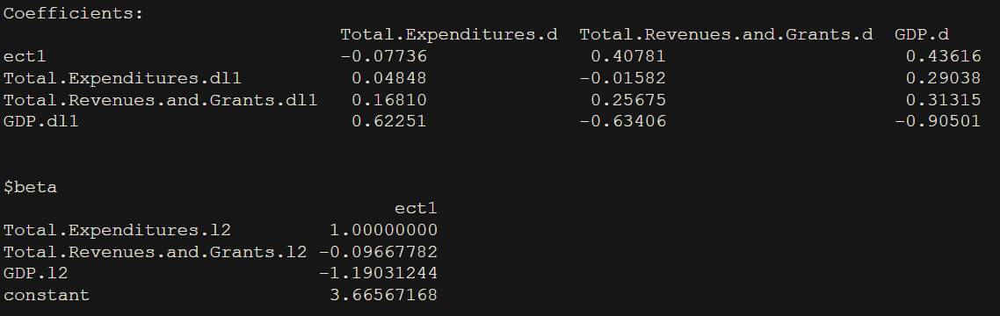 Coefficients:
Total.Expenditures.d Total.Revenues.and.Grants.d GDP.d
ect1 -0.07736 0.40781 0.43616
Total.Expenditures.dl1 0.04848 -0.01582 0.29038
Total.Revenues.and.Grants.dl1 0.16810 0.25675 0.31315
GDP.dl1 0.62251 -0.63406 -0.90501
$beta
ect1
Total.Expenditures.l2 1.00000000
Total.Revenues.and.Grants.l2 -0.09667782
GDP.l2 -1.19031244
constant 3.66567168